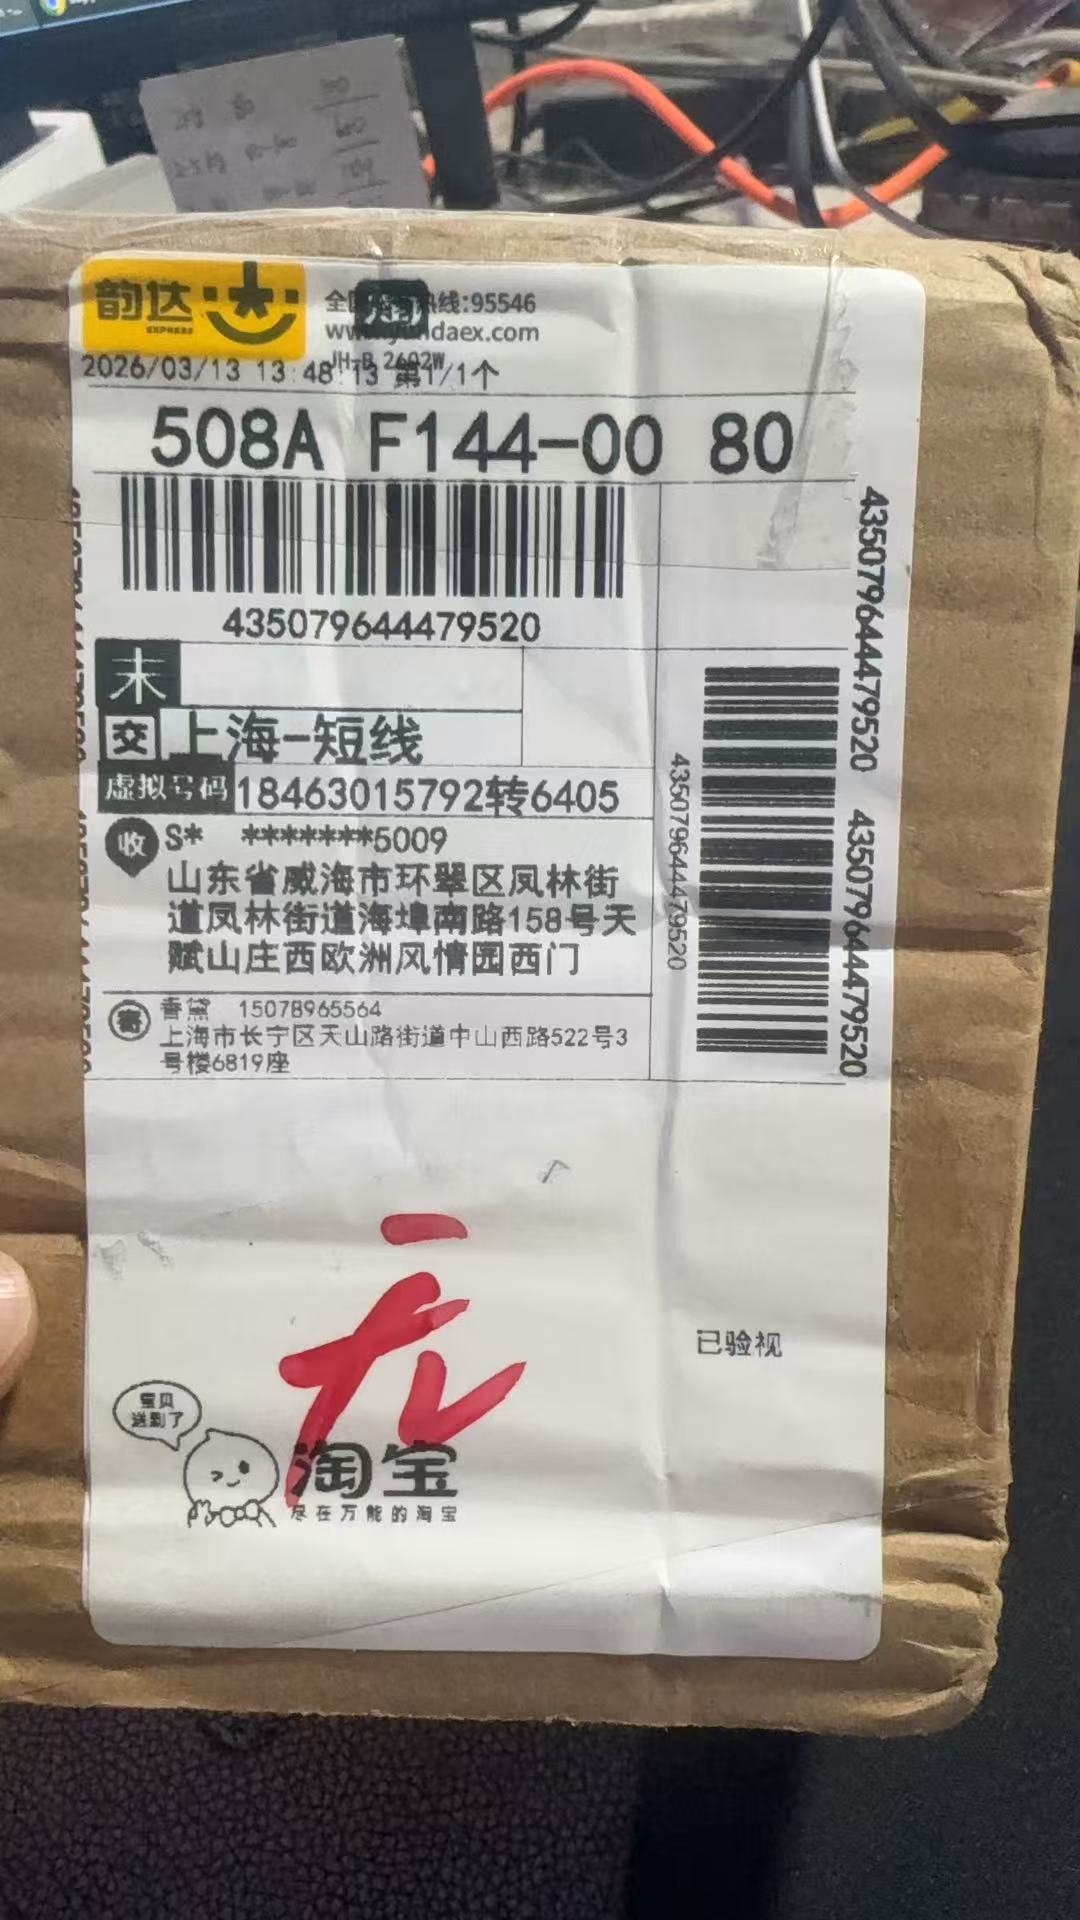 韵达
EXPRESS
全国服务热线:95546
www.yundaex.com
JH-B 2602W
2026/03/13 13:48:13 第1/1个
508A F144-00 80
435079644479520
末
交 上海-短线
虚拟号码 18463015792转6405
收 S* *******5009
山东省威海市环翠区凤林街
道凤林街道海埠南路158号天
赋山庄西欧洲风情园西门
寄 香黛 15078965564
上海市长宁区天山路街道中山西路522号3
号楼6819座
435079644479520
435079644479520 435079644479520
已验视
宝贝
送到了
淘宝
尽在万能的淘宝